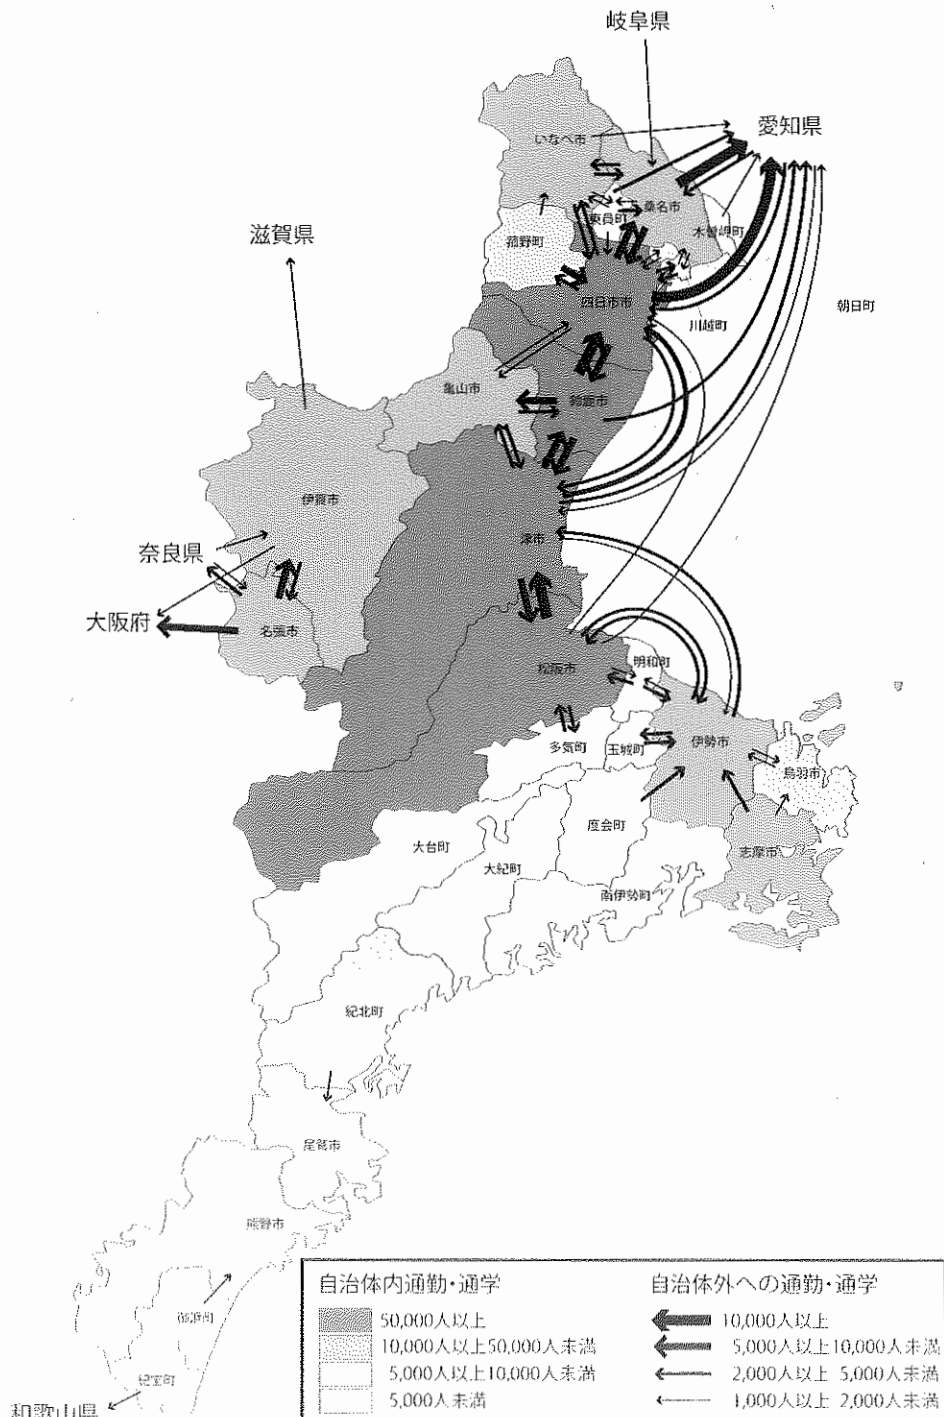 岐阜県
愛知県
いなべ市
滋賀県
東員町
桑名市
木曽岬町
菰野町
四日市市
朝日町
川越町
亀山市
鈴鹿市
伊賀市
津市
奈良県
大阪府
名張市
松阪市
明和町
伊勢市
多気町
玉城町
鳥羽市
度会町
大台町
志摩市
大紀町
南伊勢町
紀北町
尾鷲市
熊野市
御浜町
紀宝町
和歌山県
自治体内通勤・通学
50,000人以上
10,000人以上50,000人未満
5,000人以上10,000人未満
5,000人未満
自治体外への通勤・通学
10,000人以上
5,000人以上10,000人未満
2,000人以上 5,000人未満
1,000人以上 2,000人未満